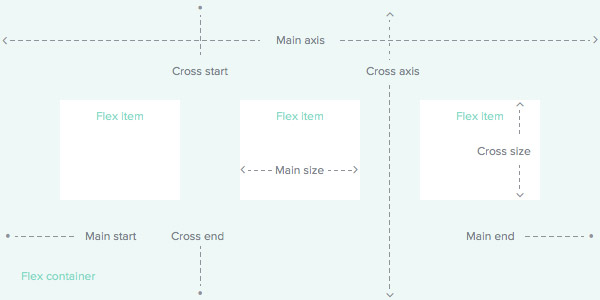 Main axis
Cross start
Cross axis
Flex item
Flex item
Flex item
Cross size
Main size
Main start
Cross end
Main end
Flex container